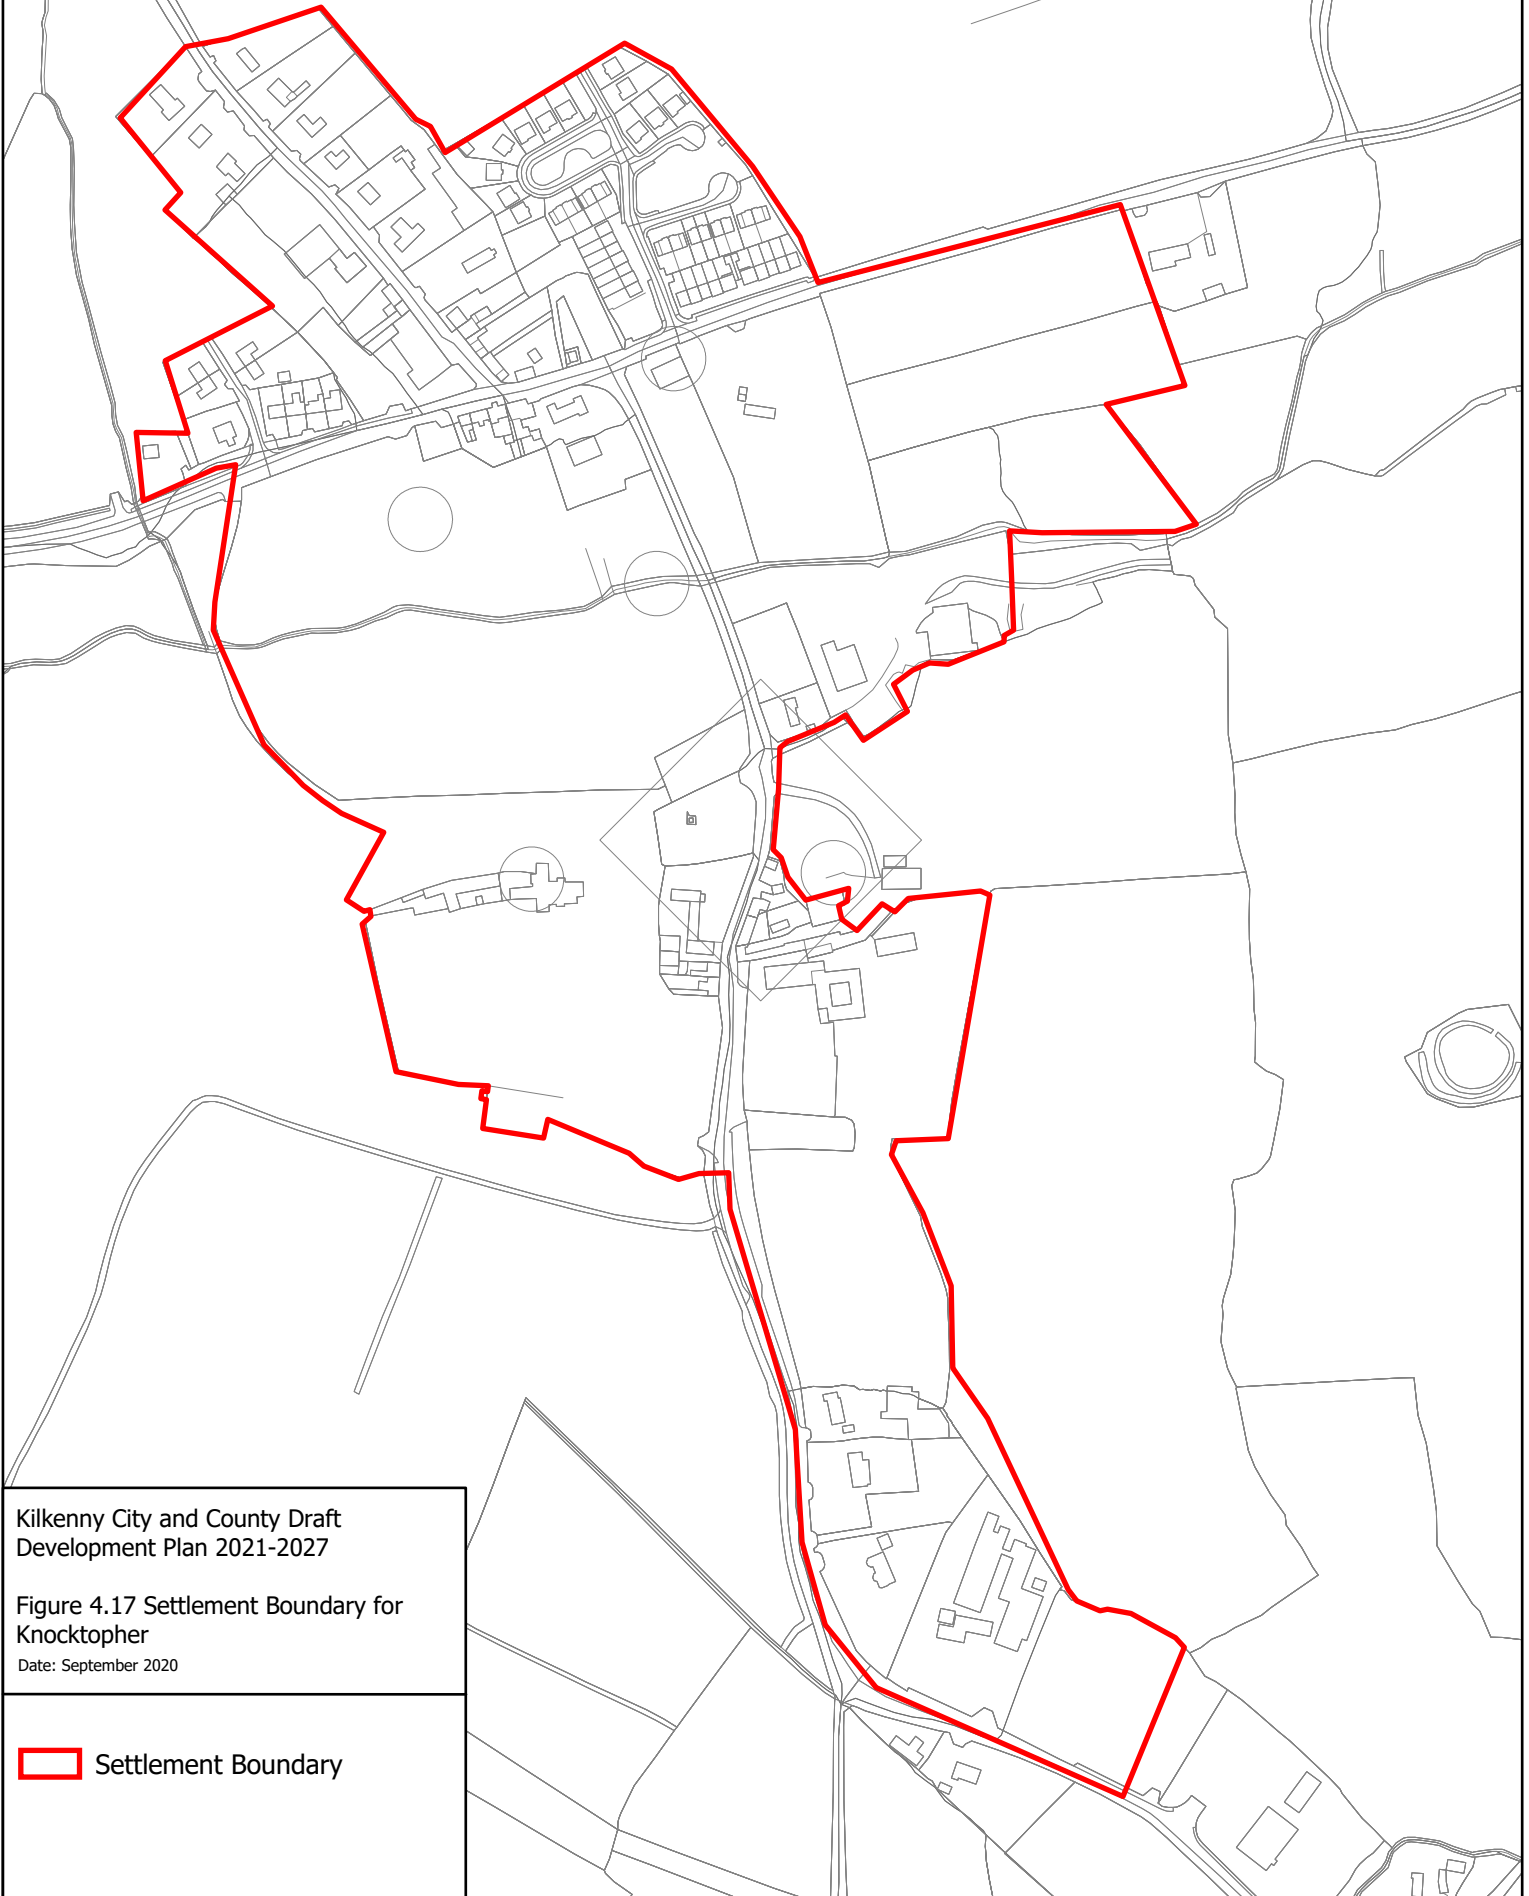 Kilkenny City and County Draft
Development Plan 2021-2027
Figure 4.17 Settlement Boundary for
Knocktopher
Date: September 2020
Settlement Boundary